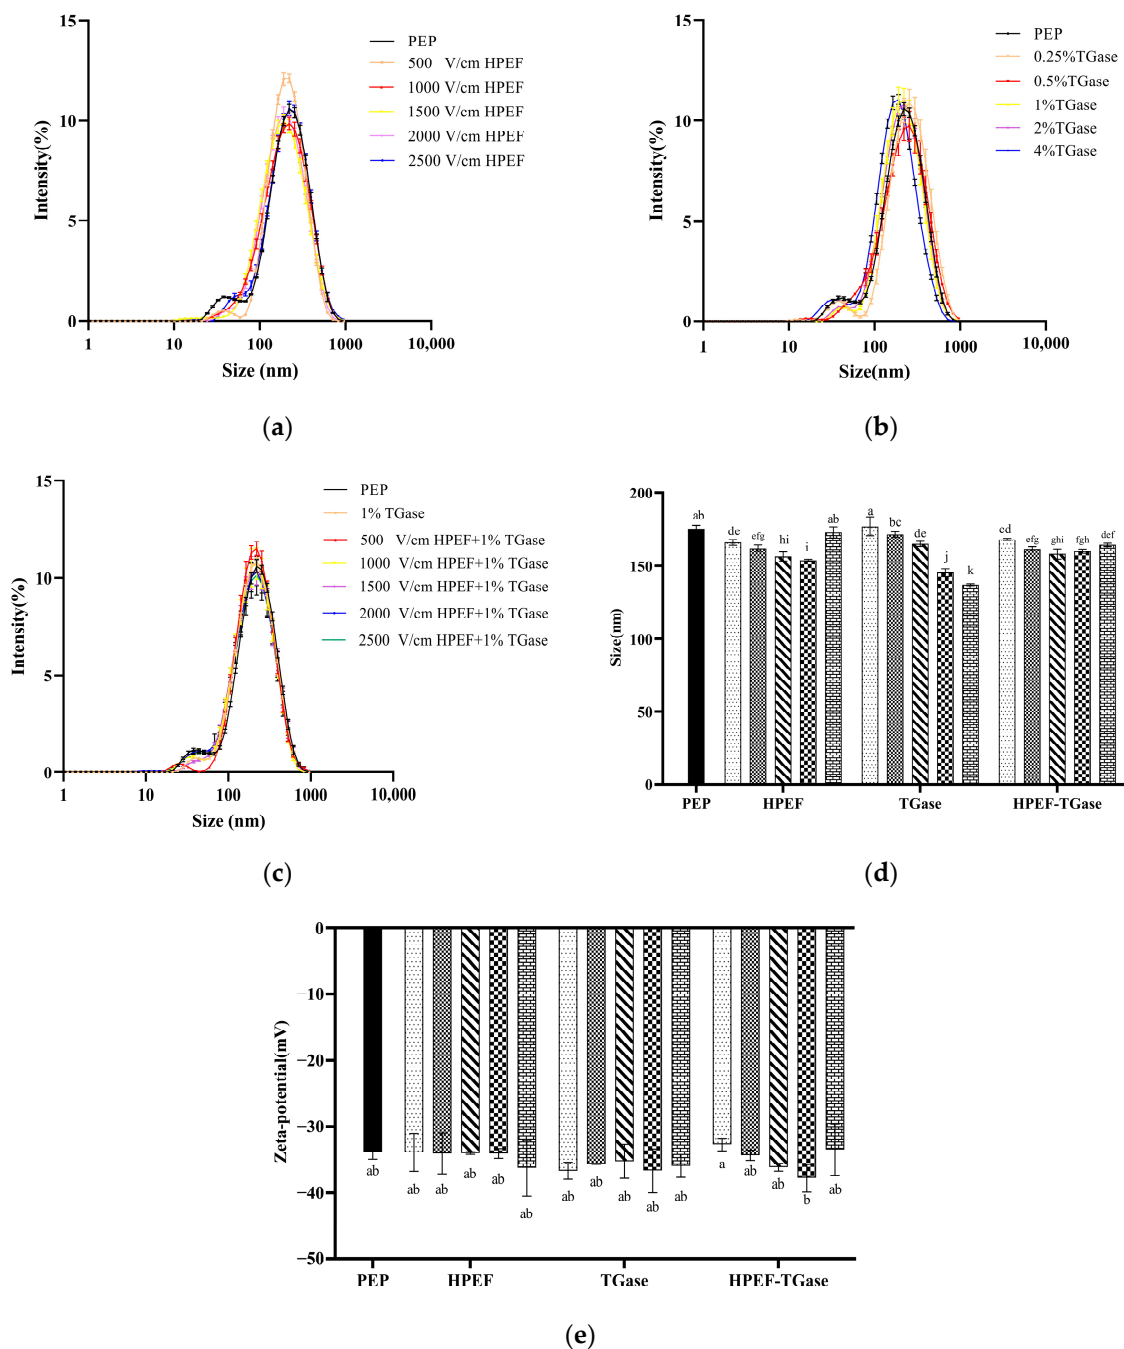 15
10
5
0
Intensity(%)
1 10 100 1000 10,000
Size (nm)
PEP
500 V/cm HPEF
1000 V/cm HPEF
1500 V/cm HPEF
2000 V/cm HPEF
2500 V/cm HPEF
(a)
15
10
5
0
Intensity(%)
1 10 100 1000 10,000
Size(nm)
PEP
0.25%TGase
0.5%TGase
1%TGase
2%TGase
4%TGase
(b)
15
10
5
0
Intensity(%)
1 10 100 1000 10,000
Size (nm)
PEP
1% TGase
500 V/cm HPEF+1% TGase
1000 V/cm HPEF+1% TGase
1500 V/cm HPEF+1% TGase
2000 V/cm HPEF+1% TGase
2500 V/cm HPEF+1% TGase
(c)
200
150
100
50
0
Size(nm)
ab de efg hi i ab a bc de j k cd efg ghi fgh def
PEP HPEF TGase HPEF-TGase
(d)
0
−10
−20
−30
−40
−50
Zeta-potential(mV)
ab ab ab ab ab ab ab ab ab ab ab a ab ab b ab
PEP HPEF TGase HPEF-TGase
(e)